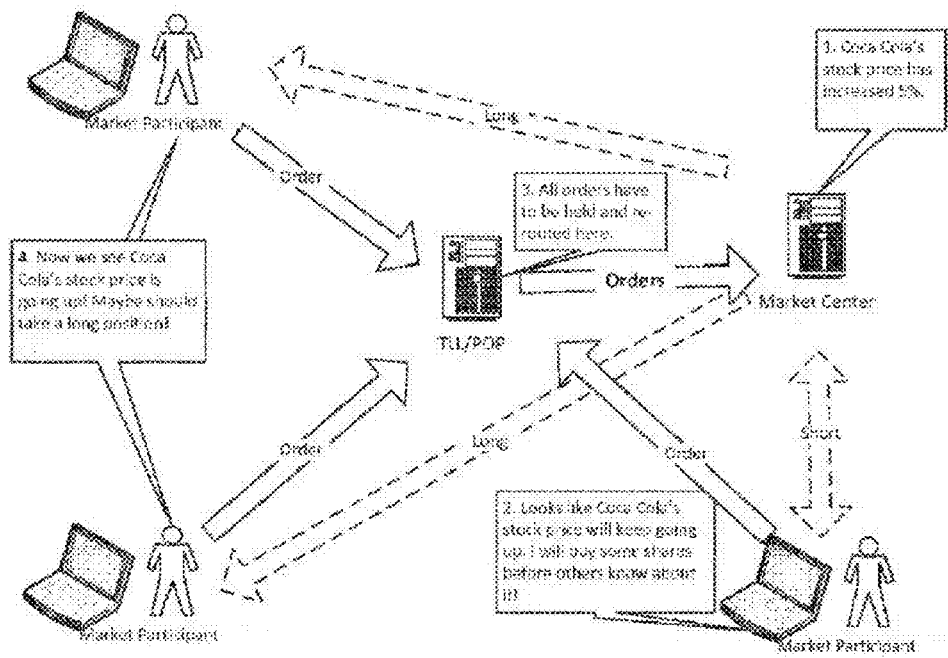 1. Coca Cola's
stock price has
increased 5%.
Market Participant
Long
Order
3. All orders have
to be held and re-
routed here.
4. Now we see Coca
Cola's stock price is
going up! Maybe should
take a long position!
Orders
Market Center
TLL/POP
Order
Long
Order
Short
2. Looks like Coca Cola's
stock price will keep going
up. I will buy some shares
before others know about
it!
Market Participant
Market Participant